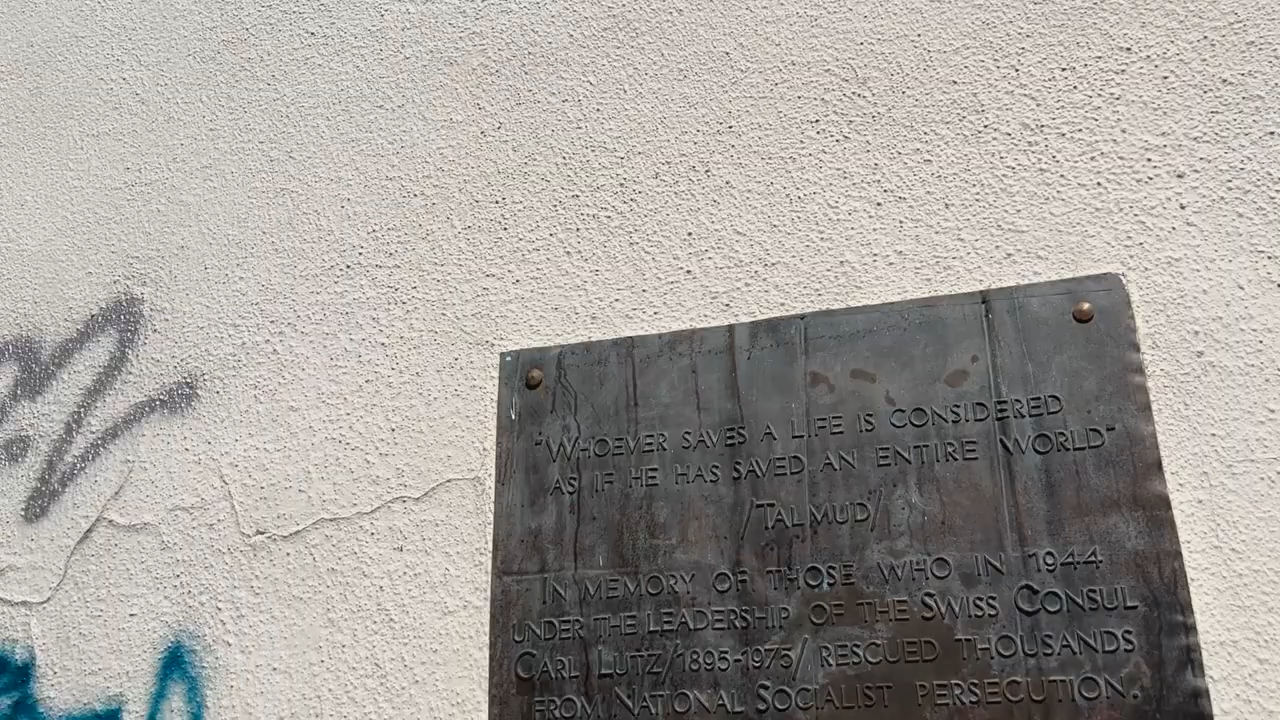 "WHOEVER SAVES A LIFE IS CONSIDERED
AS IF HE HAS SAVED AN ENTIRE WORLD"
/TALMUD/
IN MEMORY OF THOSE WHO IN 1944
UNDER THE LEADERSHIP OF THE SWISS CONSUL
CARL LUTZ/1895-1975/ RESCUED THOUSANDS
FROM NATIONAL SOCIALIST PERSECUTION.